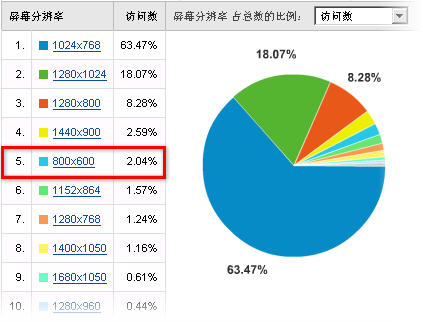 屏幕分辨率 访问数 屏幕分辨率 占总数的比例: 访问数
1. 1024x768 63.47%
2. 1280x1024 18.07%
3. 1280x800 8.28%
4. 1440x900 2.59%
5. 800x600 2.04%
6. 1152x864 1.57%
7. 1280x768 1.24%
8. 1400x1050 1.16%
9. 1680x1050 0.61%
10. 1280x960 0.44%
18.07%
8.28%
63.47%